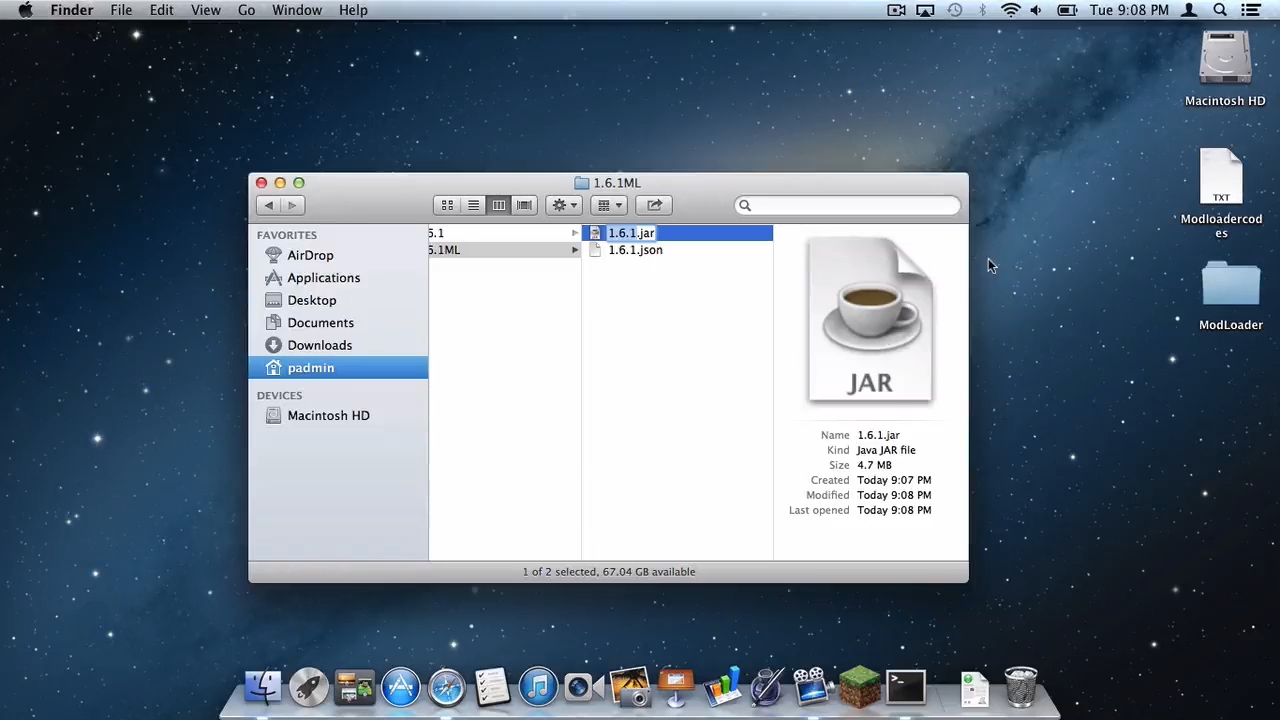 Finder File Edit View Go Window Help
Tue 9:08 PM
Macintosh HD
TXT
Modloadercod
es
ModLoader
1.6.1ML
FAVORITES
AirDrop
Applications
Desktop
Documents
Downloads
padmin
DEVICES
Macintosh HD
5.1
6.1ML
1.6.1.jar
1.6.1.json
JAR
Name 1.6.1.jar
Kind Java JAR file
Size 4.7 MB
Created Today 9:07 PM
Modified Today 9:08 PM
Last opened Today 9:08 PM
1 of 2 selected, 67.04 GB available